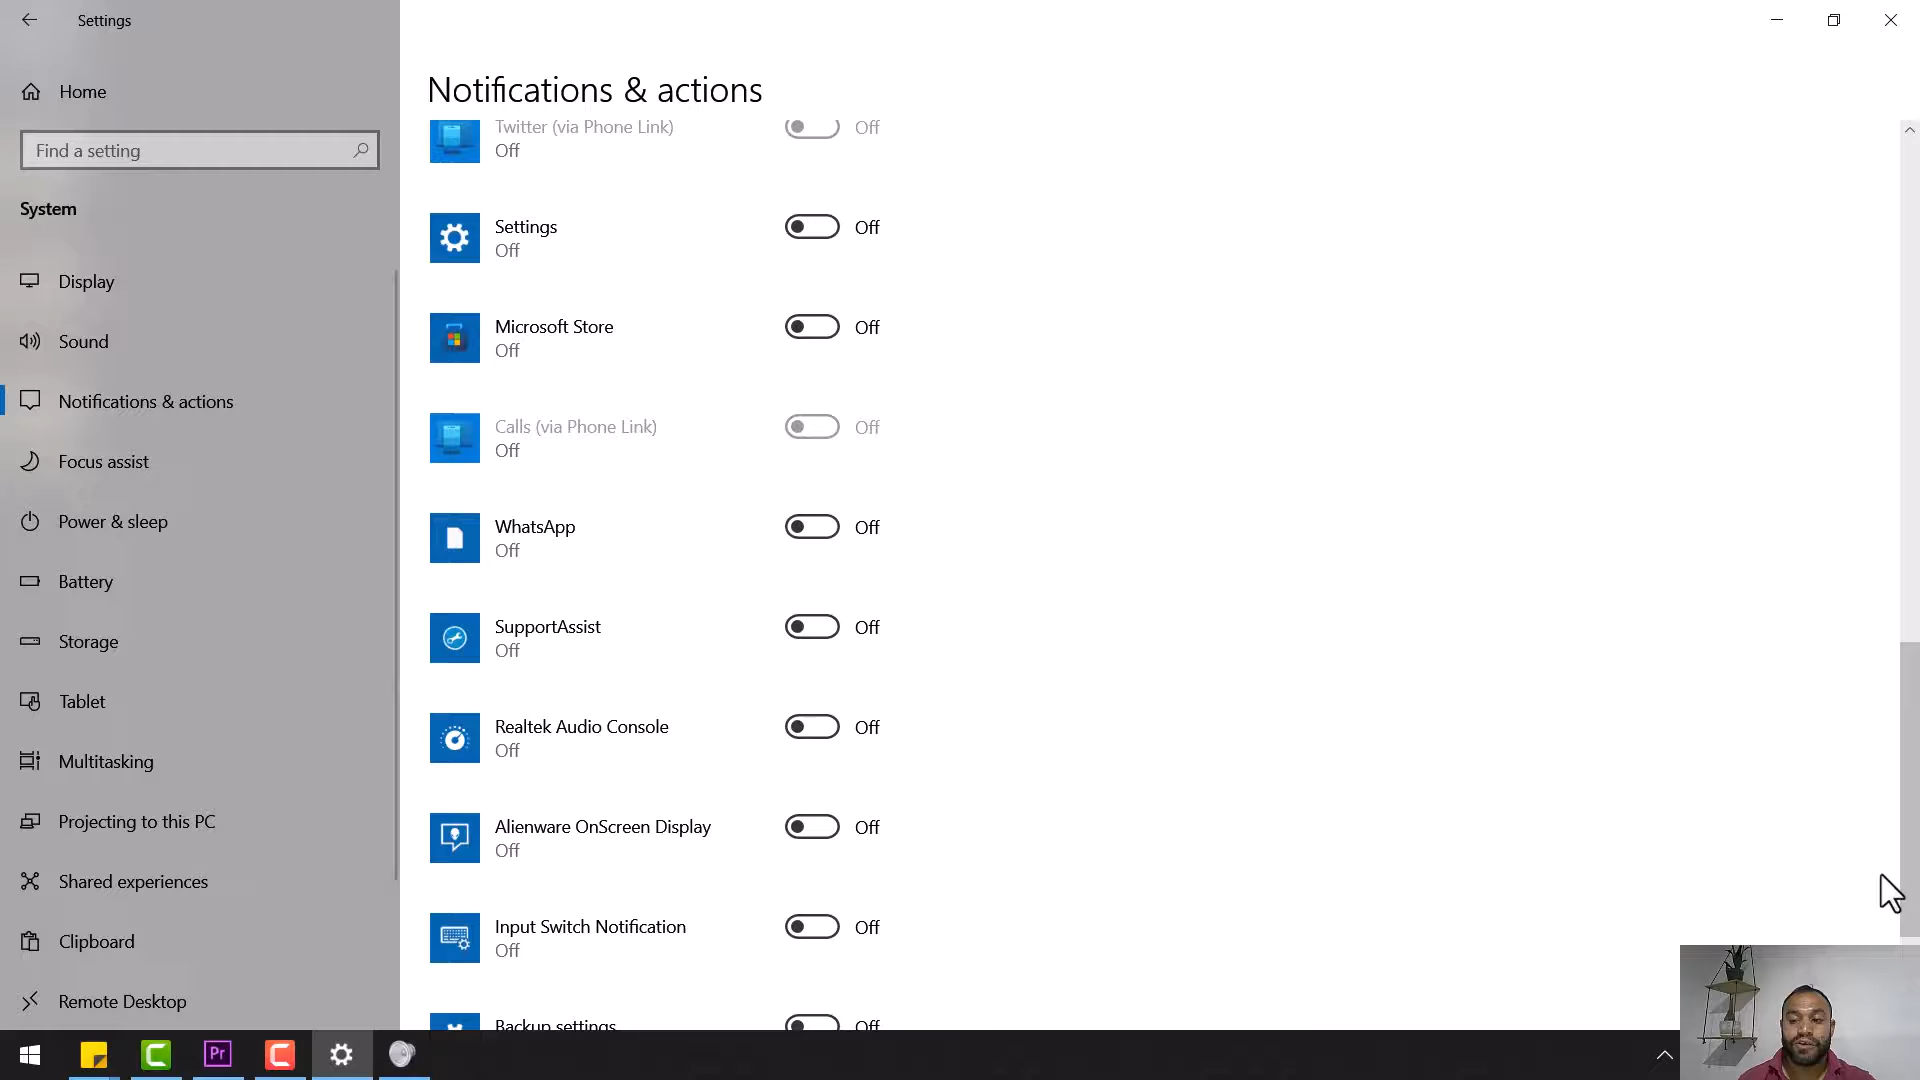 Settings
Home
Find a setting
System
Display
Sound
Notifications & actions
Focus assist
Power & sleep
Battery
Storage
Tablet
Multitasking
Projecting to this PC
Shared experiences
Clipboard
Remote Desktop
Notifications & actions
Twitter (via Phone Link) Off
Off
Settings Off
Off
Microsoft Store Off
Off
Calls (via Phone Link) Off
Off
WhatsApp Off
Off
SupportAssist Off
Off
Realtek Audio Console Off
Off
Alienware OnScreen Display Off
Off
Input Switch Notification Off
Off
Backup settings Off
Pr